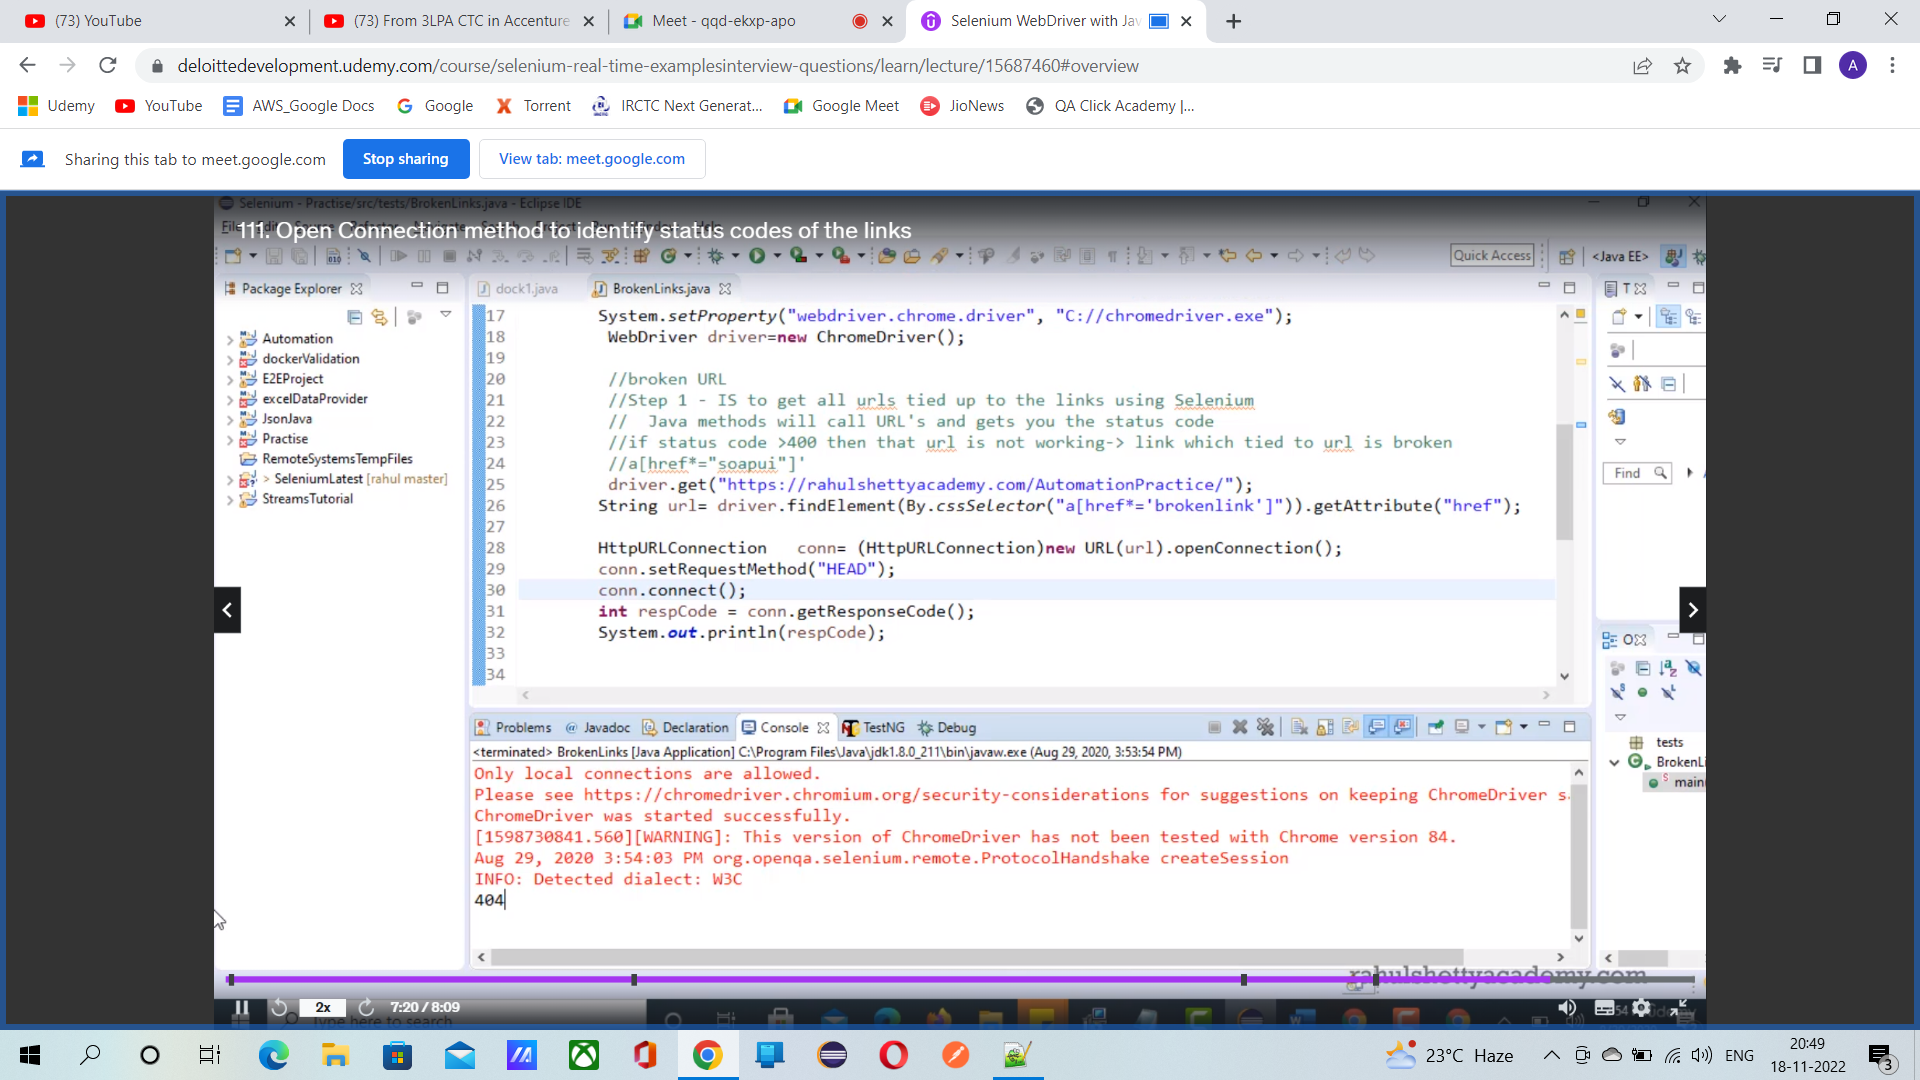 (73) YouTube
(73) From 3LPA CTC in Accenture
Meet - qqd-ekxp-apo
Selenium WebDriver with Jav
deloittedevelopment.udemy.com/course/selenium-real-time-examplesinterview-questions/learn/lecture/15687460#overview
A
Udemy
YouTube
AWS_Google Docs
Google
Torrent
IRCTC Next Generat...
Google Meet
JioNews
QA Click Academy |...
Sharing this tab to meet.google.com
Stop sharing
View tab: meet.google.com
Selenium - Practise/src/tests/BrokenLinks.java - Eclipse IDE
111. Open Connection method to identify status codes of the links
Quick Access
<Java EE>
Package Explorer
dock1.java
BrokenLinks.java
T
Automation
dockerValidation
E2EProject
excelDataProvider
JsonJava
Practise
RemoteSystemsTempFiles
> SeleniumLatest [rahul master]
StreamsTutorial
17 System.setProperty("webdriver.chrome.driver", "C://chromedriver.exe");
18 WebDriver driver=new ChromeDriver();
19
20 //broken URL
21 //Step 1 - IS to get all urls tied up to the links using Selenium
22 // Java methods will call URL's and gets you the status code
23 //if status code >400 then that url is not working-> link which tied to url is broken
24 //a[href*="soapui"]'
25 driver.get("https://rahulshettyacademy.com/AutomationPractice/");
26 String url= driver.findElement(By.cssSelector("a[href*='brokenlink']")).getAttribute("href");
27
28 HttpURLConnection conn= (HttpURLConnection)new URL(url).openConnection();
29 conn.setRequestMethod("HEAD");
30 conn.connect();
31 int respCode = conn.getResponseCode();
32 System.out.println(respCode);
33
34
Find
O
tests
BrokenLi
main
Problems
@ Javadoc
Declaration
Console
TestNG
Debug
<terminated> BrokenLinks [Java Application] C:\Program Files\Java\jdk1.8.0_211\bin\javaw.exe (Aug 29, 2020, 3:53:54 PM)
Only local connections are allowed.
Please see https://chromedriver.chromium.org/security-considerations for suggestions on keeping ChromeDriver s
ChromeDriver was started successfully.
[1598730841.560][WARNING]: This version of ChromeDriver has not been tested with Chrome version 84.
Aug 29, 2020 3:54:03 PM org.openqa.selenium.remote.ProtocolHandshake createSession
INFO: Detected dialect: W3C
404
rahulshettyacademy.com
2x
7:20 / 8:09
Type here to search
23°C Haze
ENG
20:49
18-11-2022
3